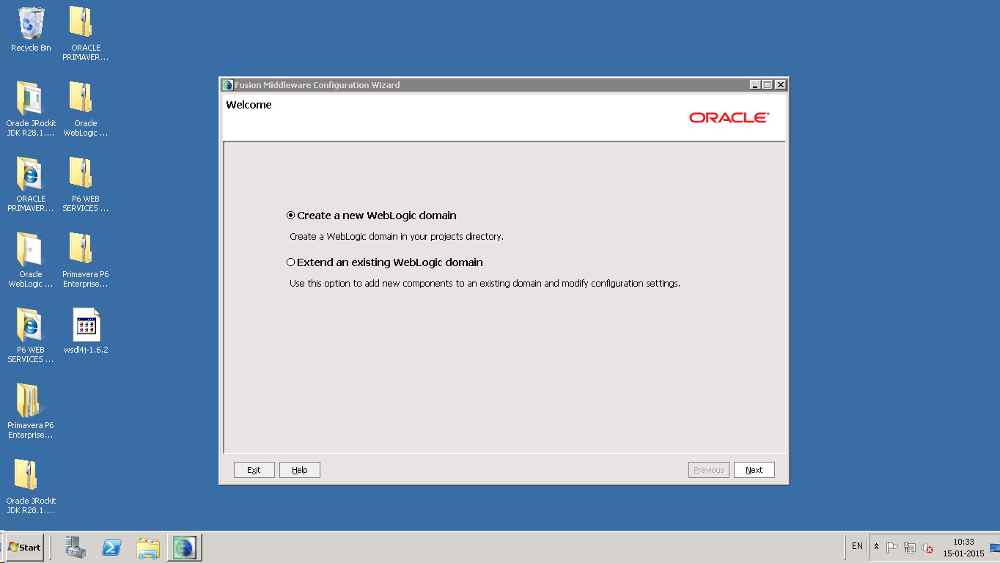 Recycle Bin
ORACLE
PRIMAVER...
Oracle JRockit
JDK R28.1....
Oracle
WebLogic ...
ORACLE
PRIMAVER...
P6 WEB
SERVICES ...
Oracle
WebLogic ...
Primavera P6
Enterprise...
P6 WEB
SERVICES ...
wsdl4j-1.6.2
Primavera P6
Enterprise...
Oracle JRockit
JDK R28.1....
Fusion Middleware Configuration Wizard
Welcome
ORACLE
Create a new WebLogic domain
Create a WebLogic domain in your projects directory.
Extend an existing WebLogic domain
Use this option to add new components to an existing domain and modify configuration settings.
Exit
Help
Previous
Next
Start
EN
10:33
15-01-2015